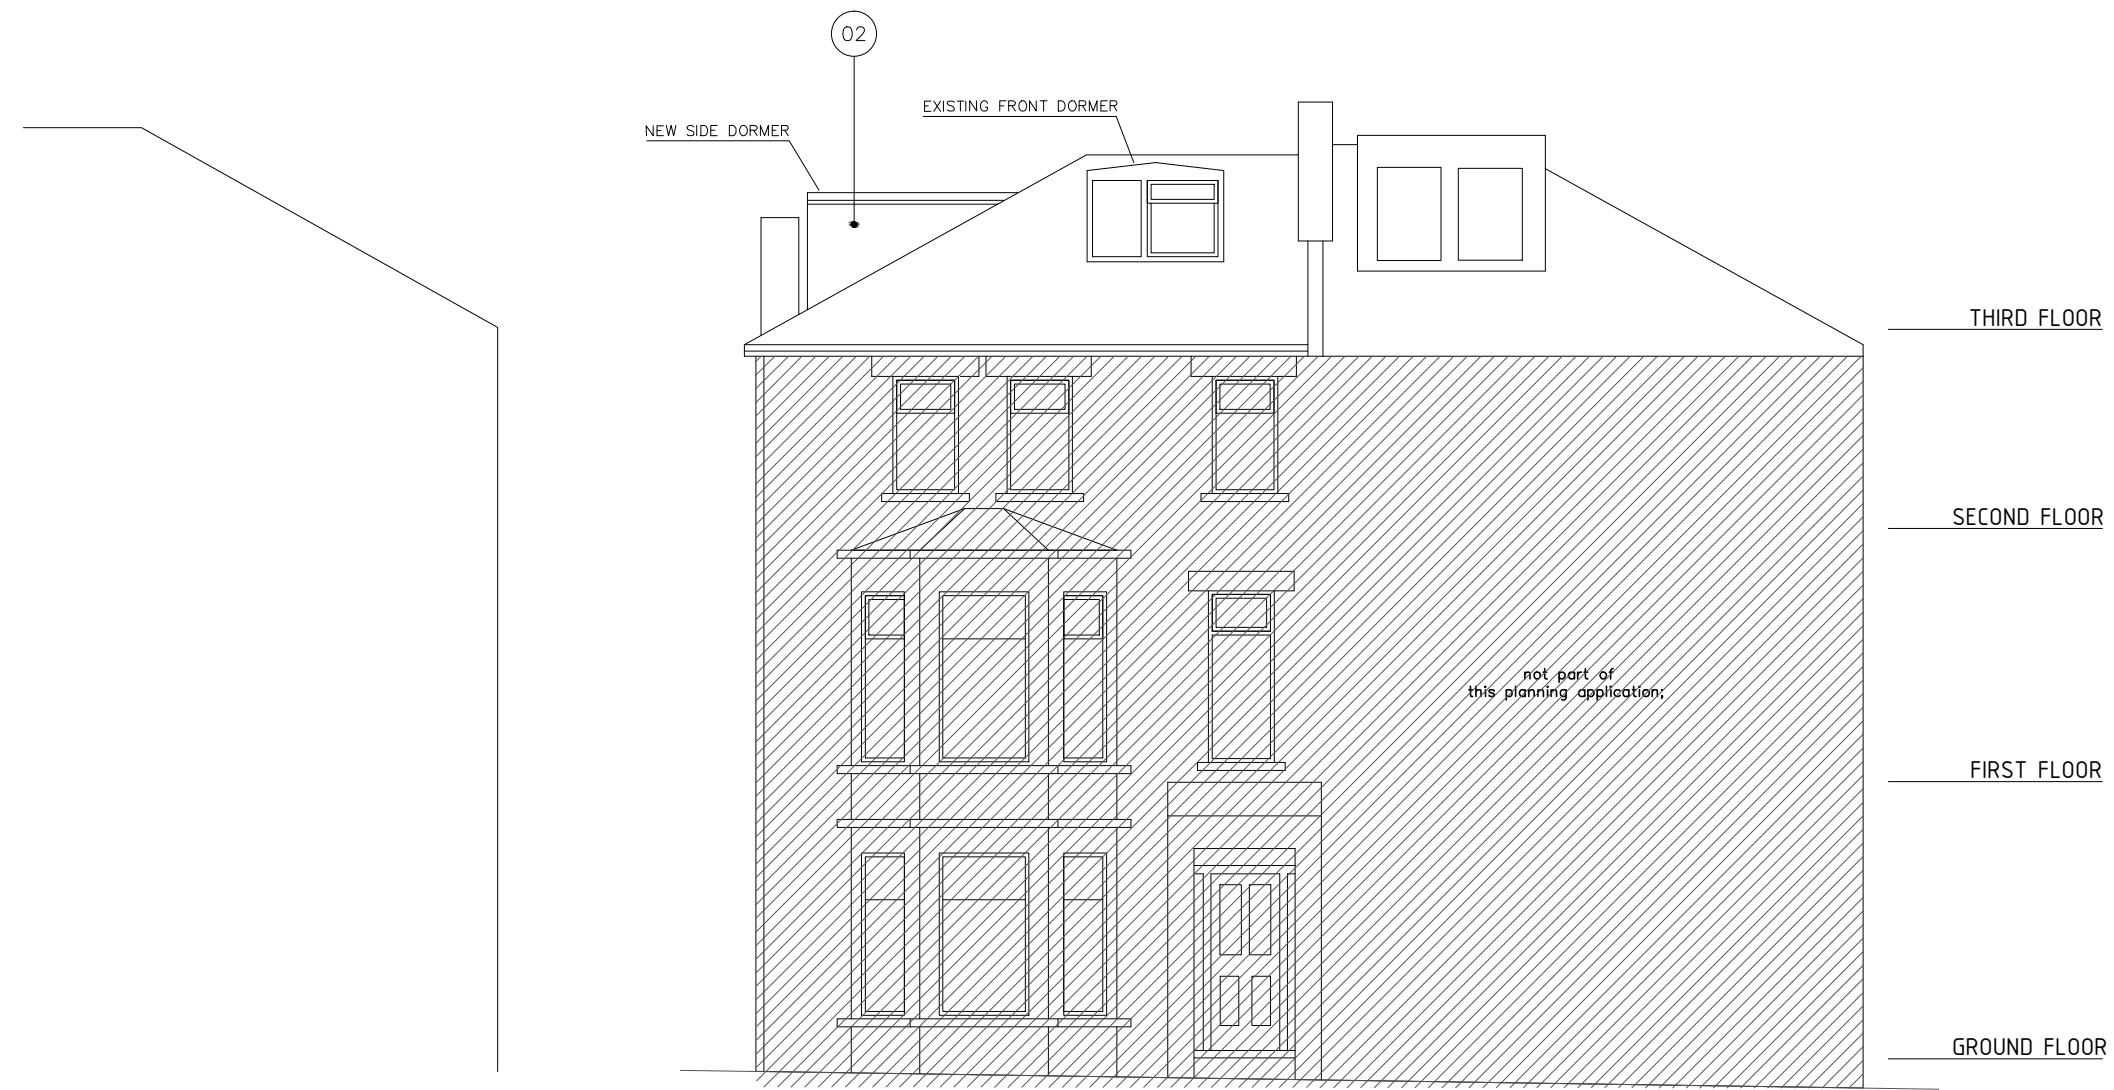 02
EXISTING FRONT DORMER
NEW SIDE DORMER
THIRD FLOOR
SECOND FLOOR
not part of
this planning application;
FIRST FLOOR
GROUND FLOOR